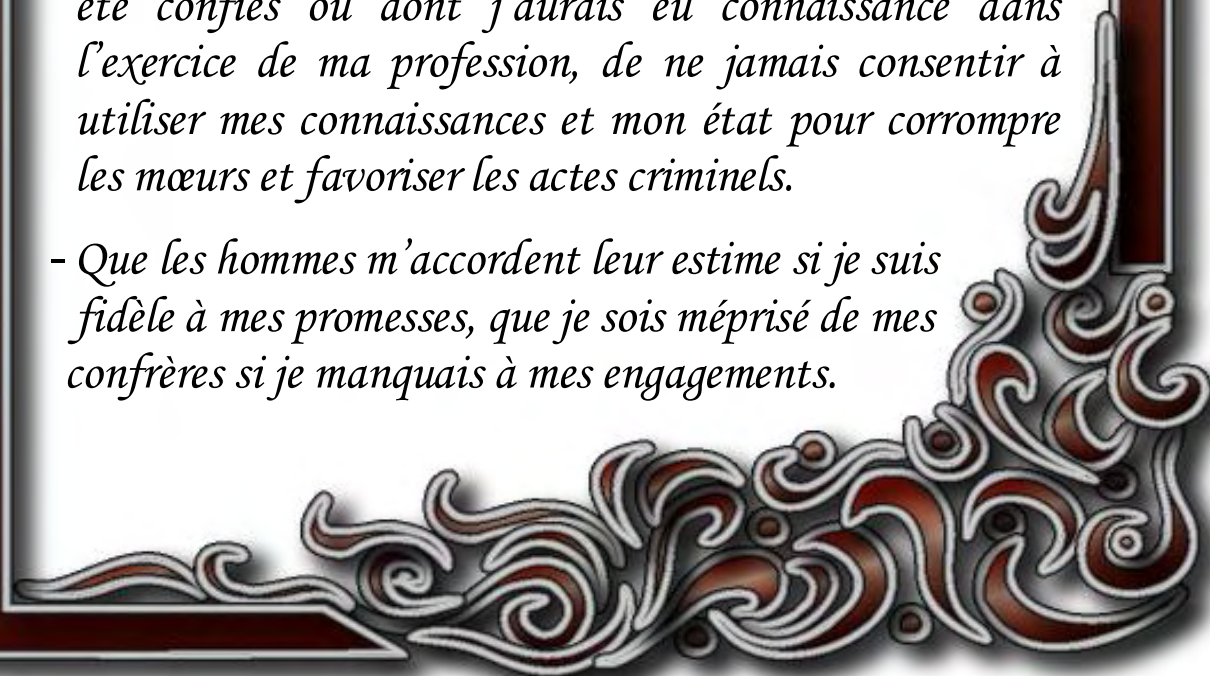 été confiés ou dont j’aurais eu connaissance dans
l’exercice de ma profession, de ne jamais consentir à
utiliser mes connaissances et mon état pour corrompre
les mœurs et favoriser les actes criminels.
- Que les hommes m’accordent leur estime si je suis
fidèle à mes promesses, que je sois méprisé de mes
confrères si je manquais à mes engagements.